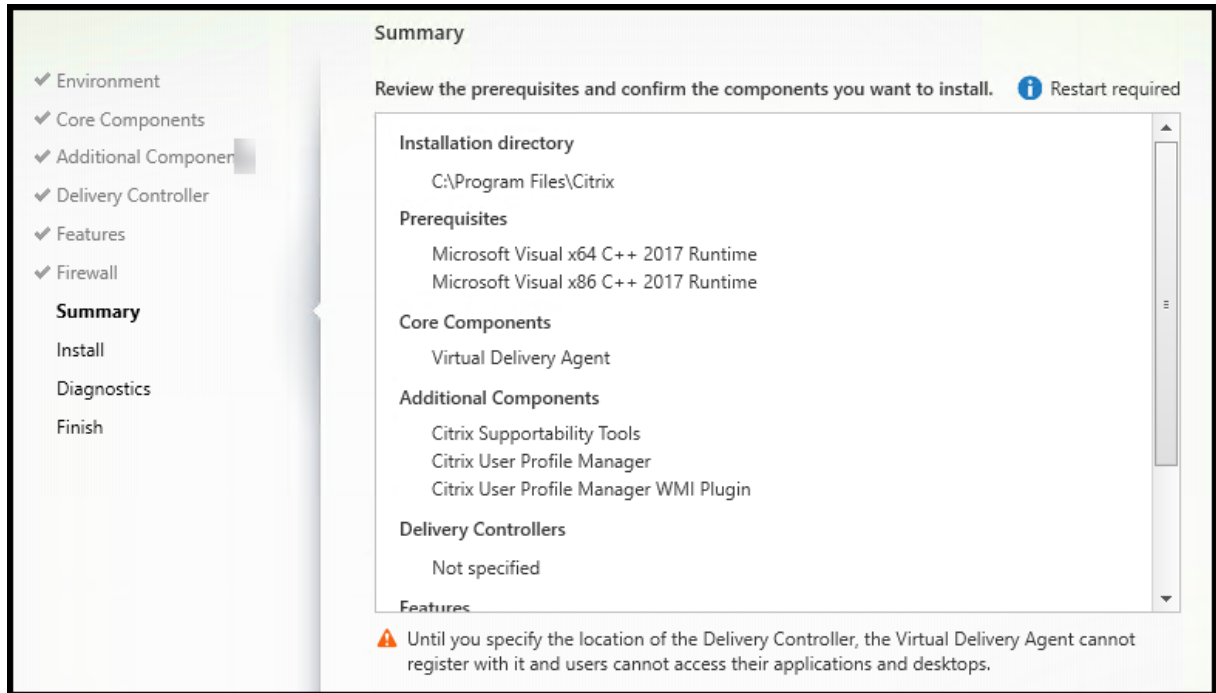 Summary
Environment
Core Components
Additional Componen
Delivery Controller
Features
Firewall
Summary
Install
Diagnostics
Finish
Review the prerequisites and confirm the components you want to install.
Restart required
Installation directory
C:\Program Files\Citrix
Prerequisites
Microsoft Visual x64 C++ 2017 Runtime
Microsoft Visual x86 C++ 2017 Runtime
Core Components
Virtual Delivery Agent
Additional Components
Citrix Supportability Tools
Citrix User Profile Manager
Citrix User Profile Manager WMI Plugin
Delivery Controllers
Not specified
Features
Until you specify the location of the Delivery Controller, the Virtual Delivery Agent cannot
register with it and users cannot access their applications and desktops.